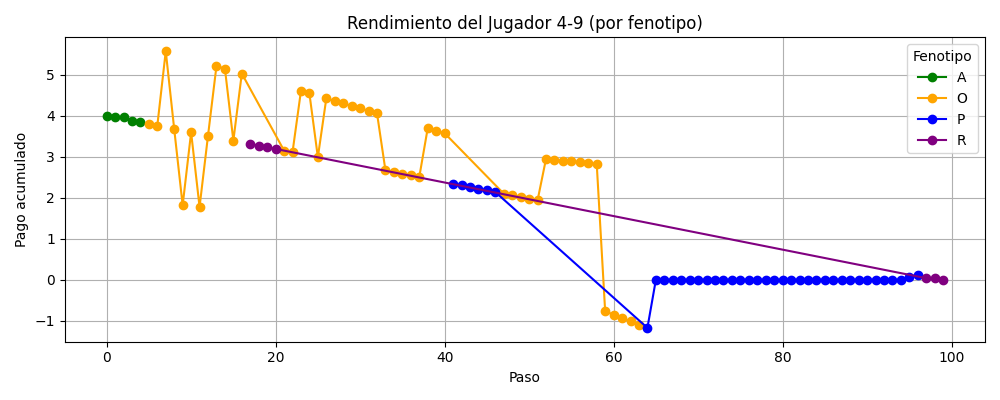 Rendimiento del Jugador 4-9 (por fenotipo)
Pago acumulado
5
4
3
2
1
0
−1
0
20
40
60
80
100
Paso
Fenotipo
A
O
P
R